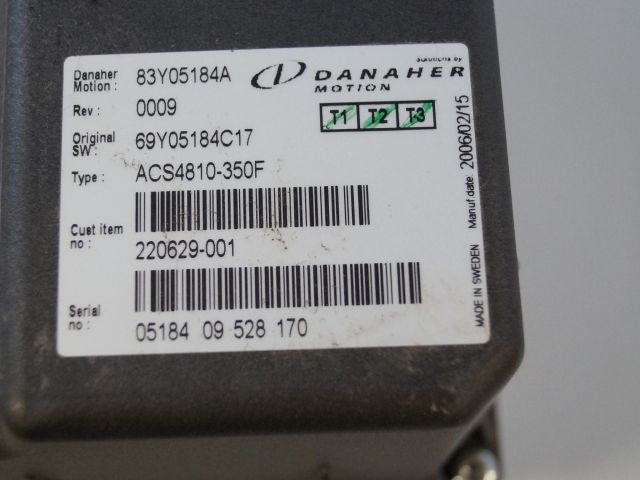 Danaher Motion : 83Y05184A
Solutions by
DANAHER
MOTION
Rev : 0009
T1 T2 T3
Original SW : 69Y05184C17
Type : ACS4810-350F
Cust item no : 220629-001
Serial no : 05184 09 528 170
MADE IN SWEDEN Manuf date: 2006/02/15